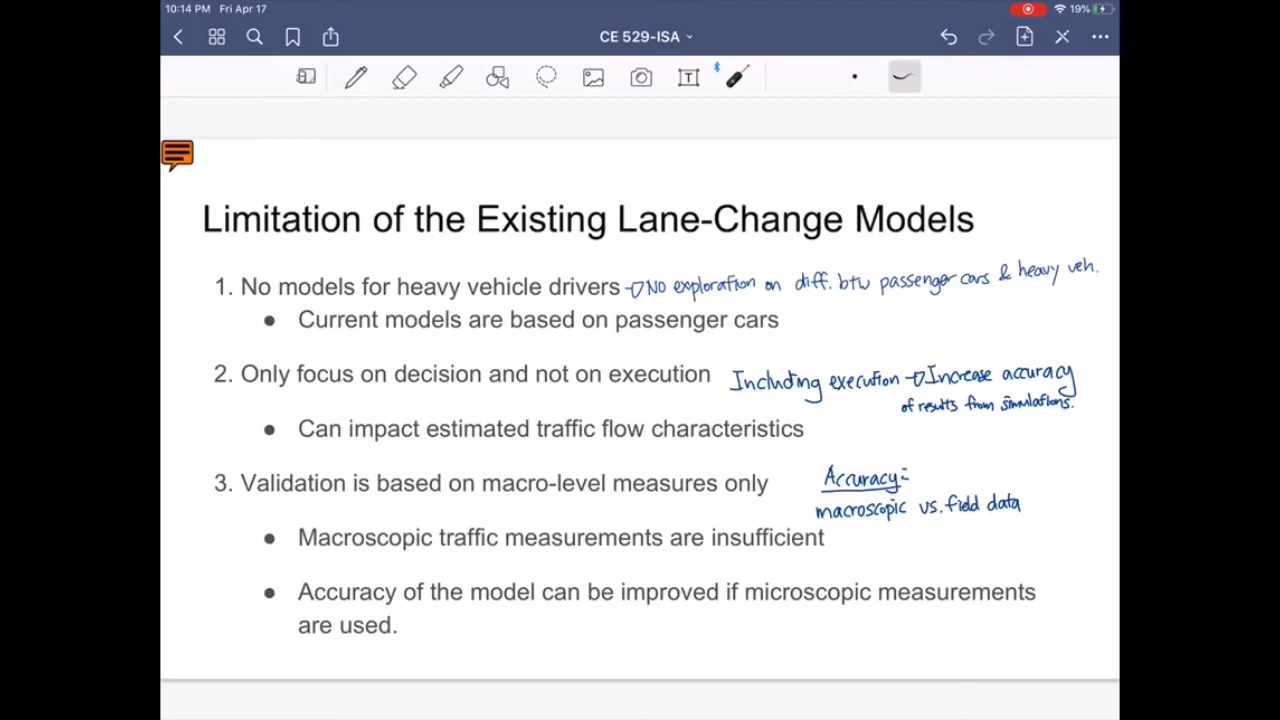 10:14 PM Fri Apr 17
19%
CE 529-ISA
T
Limitation of the Existing Lane-Change Models
1. No models for heavy vehicle drivers → No exploration on diff. btw passenger cars & heavy veh.
● Current models are based on passenger cars
2. Only focus on decision and not on execution Including execution → Increase accuracy
of results from simulations.
● Can impact estimated traffic flow characteristics
3. Validation is based on macro-level measures only Accuracy:
macroscopic vs. field data
● Macroscopic traffic measurements are insufficient
● Accuracy of the model can be improved if microscopic measurements
are used.